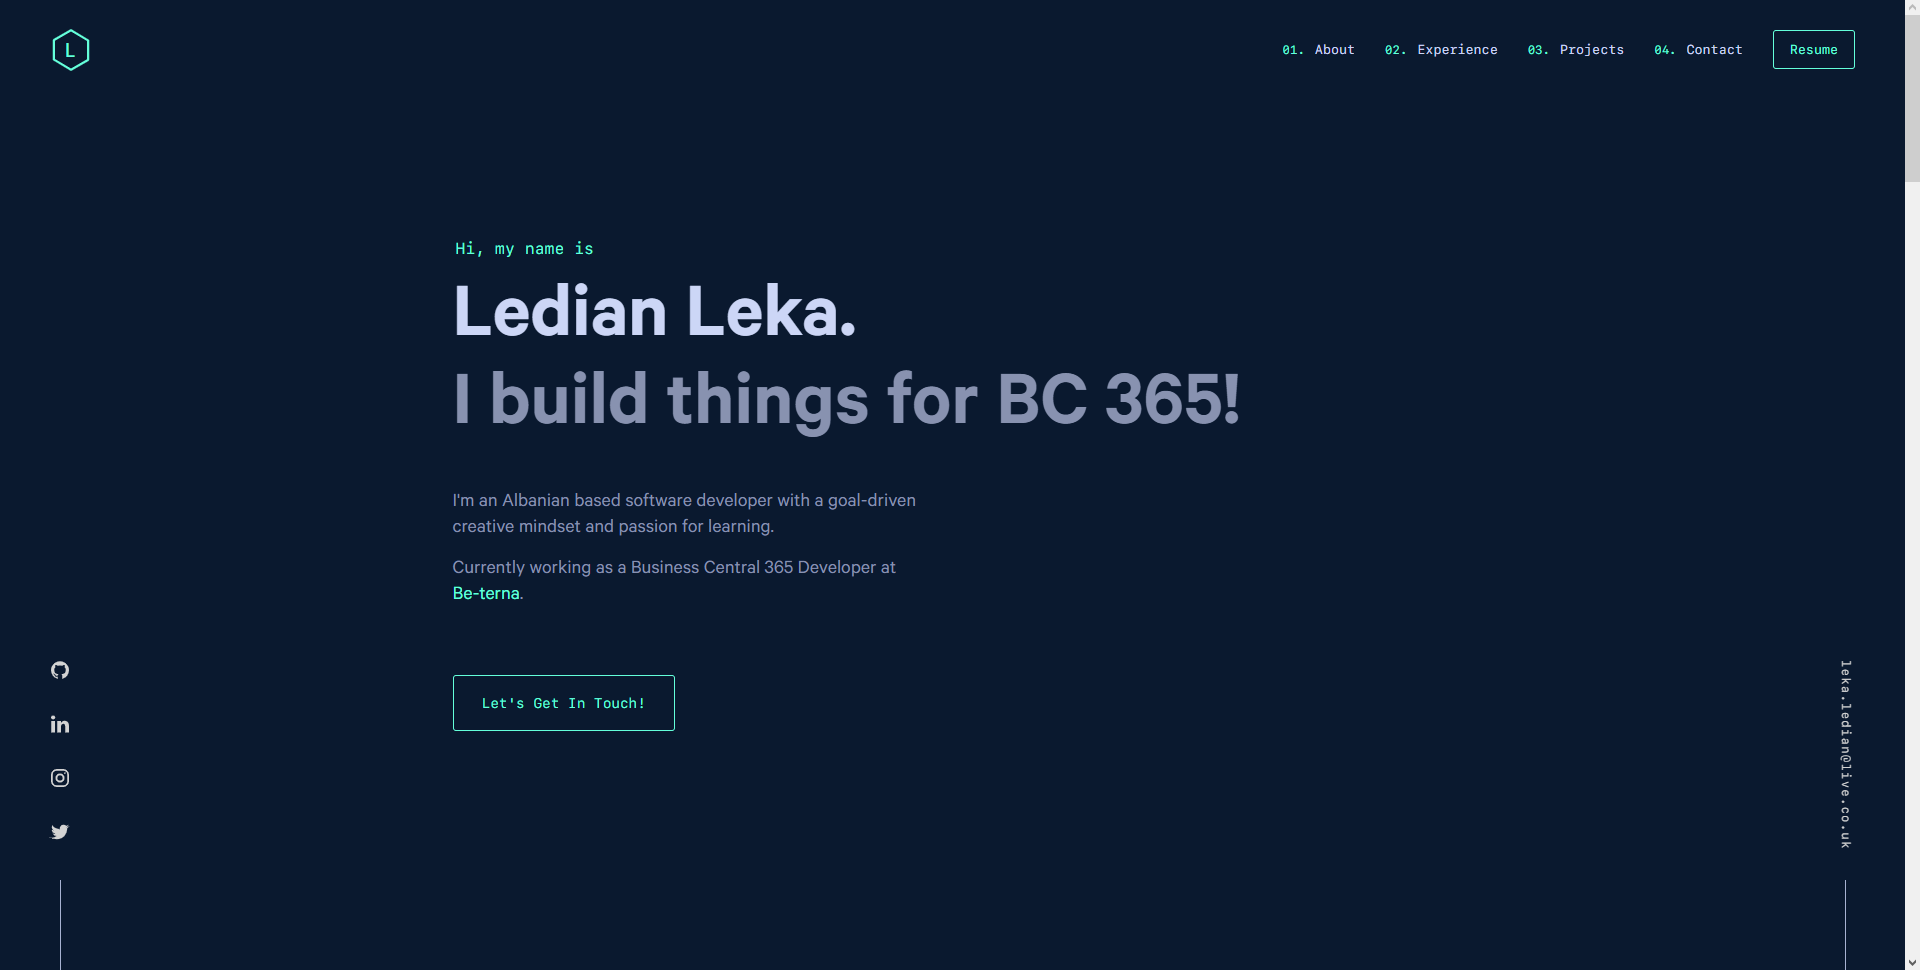 L
01. About 02. Experience 03. Projects 04. Contact Resume
Hi, my name is
Ledian Leka.
I build things for BC 365!
I'm an Albanian based software developer with a goal-driven
creative mindset and passion for learning.
Currently working as a Business Central 365 Developer at
Be-terna.
Let's Get In Touch!
leka.ledian@live.co.uk